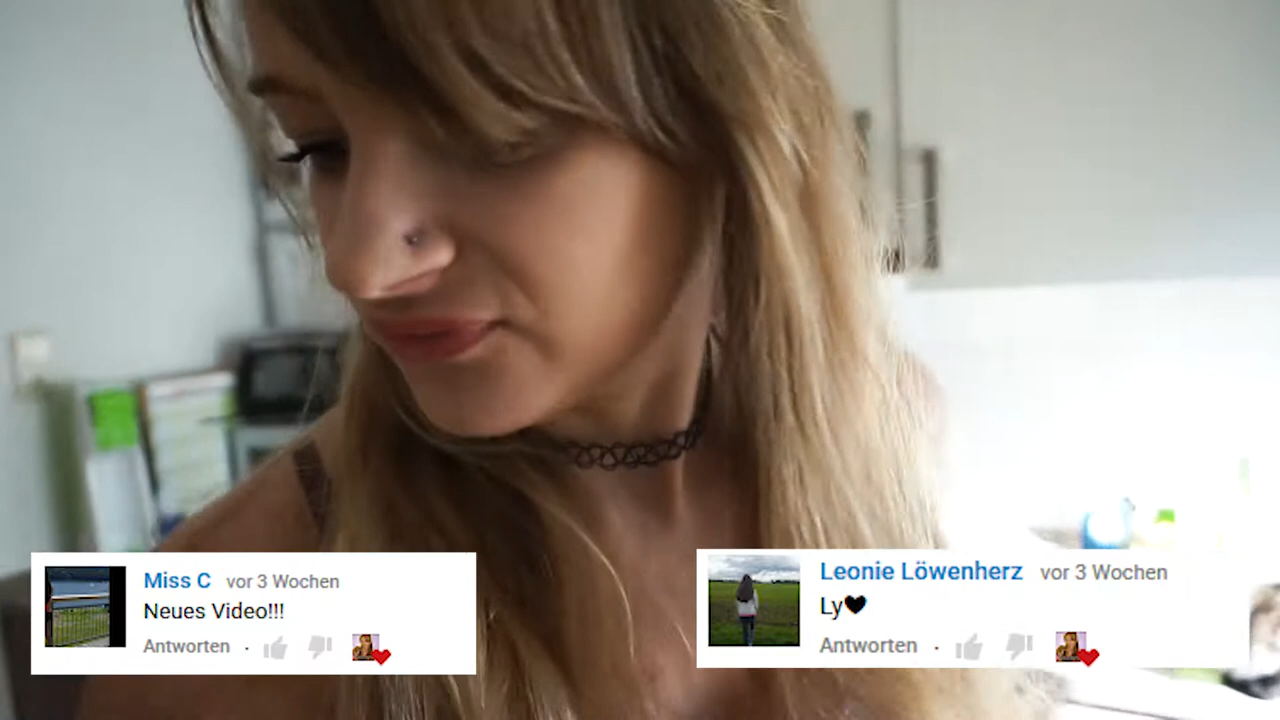 Miss C vor 3 Wochen
Neues Video!!!
Antworten ·
Leonie Löwenherz vor 3 Wochen
Ly🖤
Antworten ·